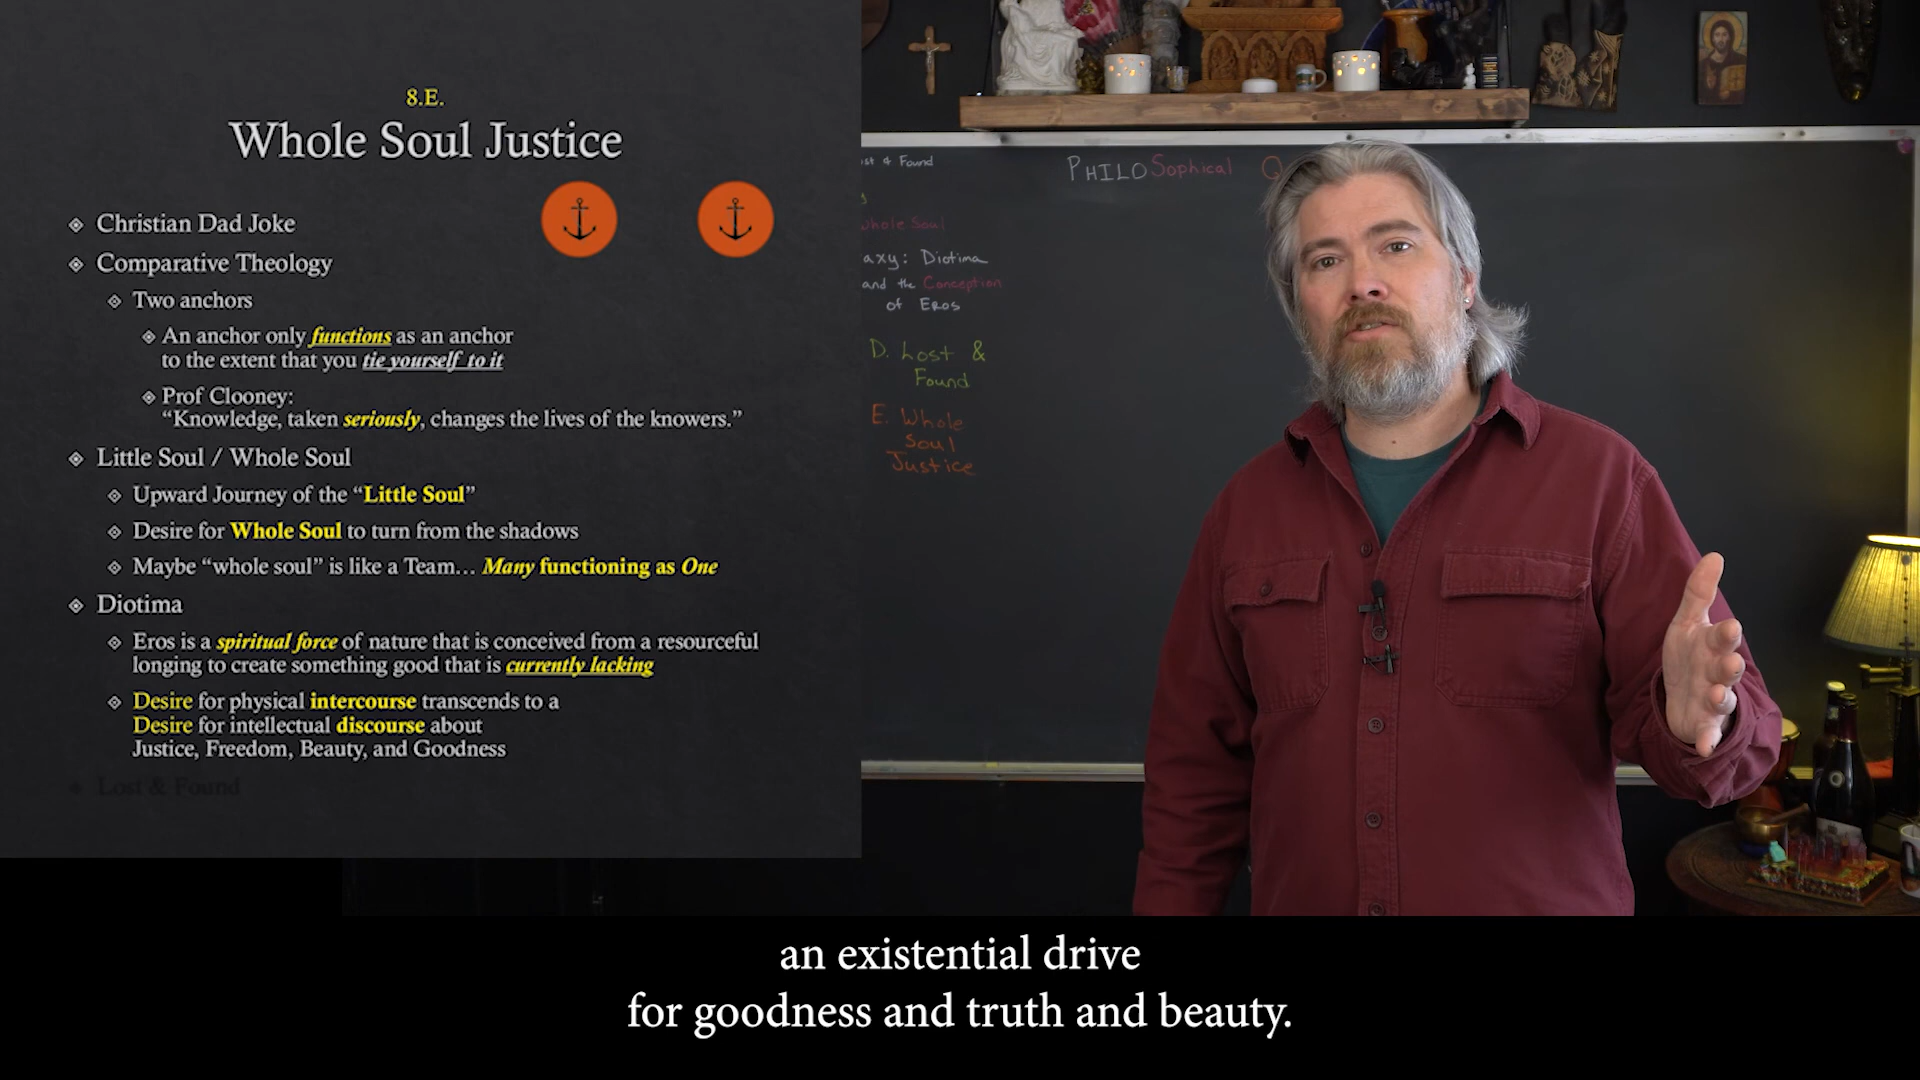 8.E.
Whole Soul Justice
Christian Dad Joke
Comparative Theology
Two anchors
An anchor only functions as an anchor
to the extent that you tie yourself to it
Prof Clooney:
“Knowledge, taken seriously, changes the lives of the knowers.”
Little Soul / Whole Soul
Upward Journey of the “Little Soul”
Desire for Whole Soul to turn from the shadows
Maybe “whole soul” is like a Team… Many functioning as One
Diotima
Eros is a spiritual force of nature that is conceived from a resourceful
longing to create something good that is currently lacking
Desire for physical intercourse transcends to a
Desire for intellectual discourse about
Justice, Freedom, Beauty, and Goodness
Lost & Found
& Found
Whole Soul
axy: Diotima
and the Conception
of Eros
D. Lost &
Found
E. Whole
Soul
Justice
PHILOSophical Q
an existential drive
for goodness and truth and beauty.